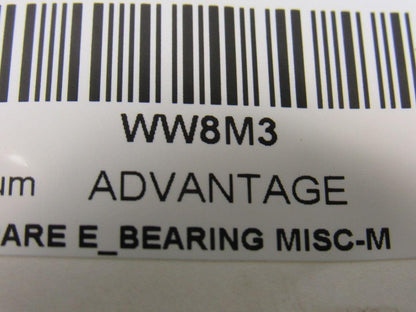 WW8M3
um ADVANTAGE
ARE E_BEARING MISC-M